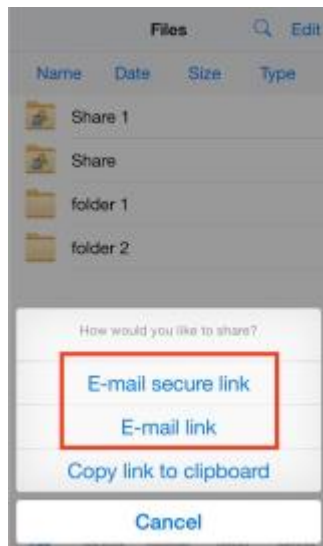 Files Edit
Name Date Size Type
Share 1
Share
folder 1
folder 2
How would you like to share?
E-mail secure link
E-mail link
Copy link to clipboard
Cancel